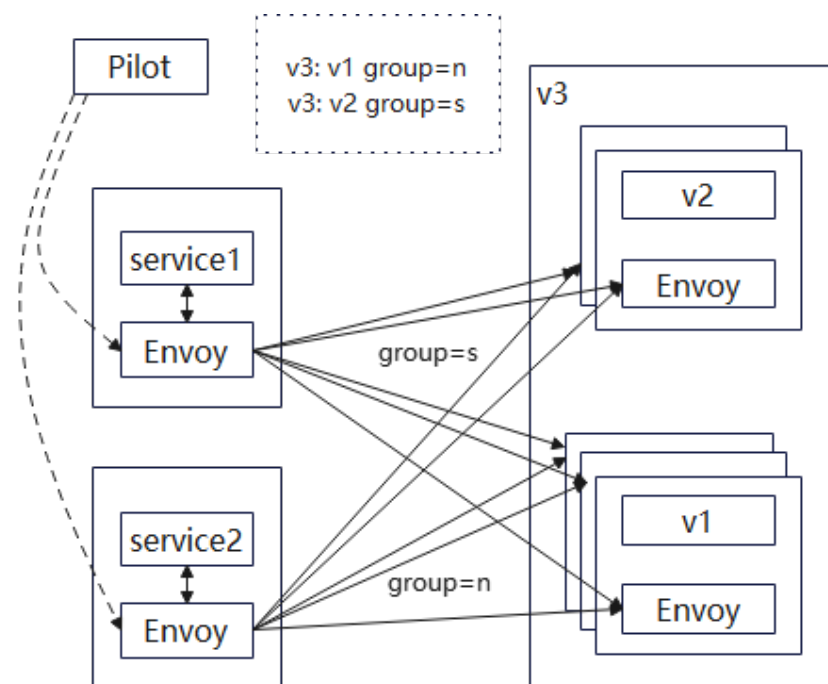 Pilot
v3: v1 group=n
v3: v2 group=s
v3
v2
Envoy
service1
Envoy
group=s
v1
Envoy
service2
Envoy
group=n